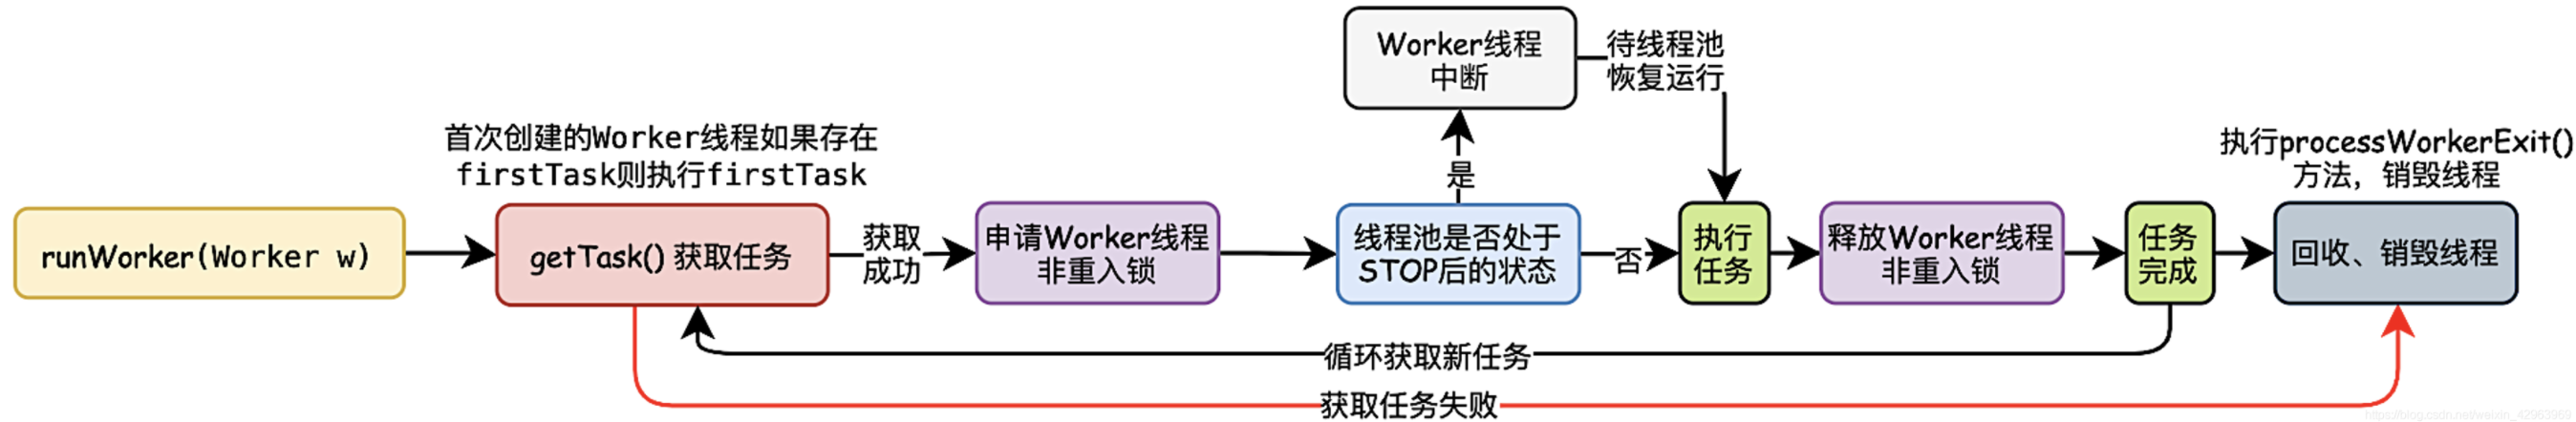 Worker线程
中断
待线程池
恢复运行
首次创建的Worker线程如果存在
firstTask则执行firstTask
是
执行processWorkerExit()
方法，销毁线程
runWorker(Worker w)
getTask() 获取任务
获取
成功
申请Worker线程
非重入锁
线程池是否处于
STOP后的状态
否
执行
任务
释放Worker线程
非重入锁
任务
完成
回收、销毁线程
循环获取新任务
获取任务失败
https://blog.csdn.net/weixin_42963969